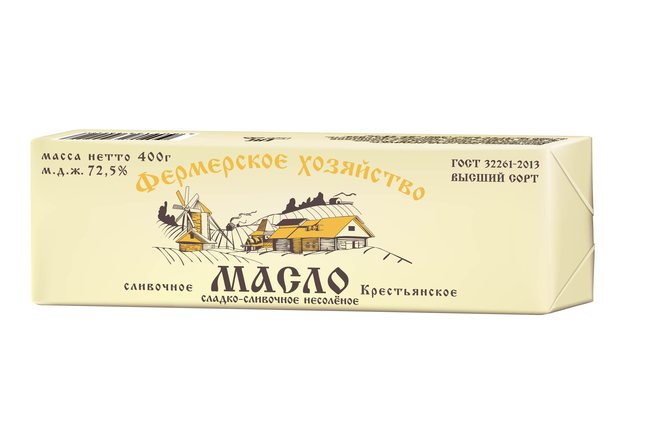 масса нетто 400г
м.д.ж. 72,5%
Фермерское хозяйство
ГОСТ 32261-2013
высший сорт
сливочное МАСЛО Крестьянское
сладко-сливочное несолёное